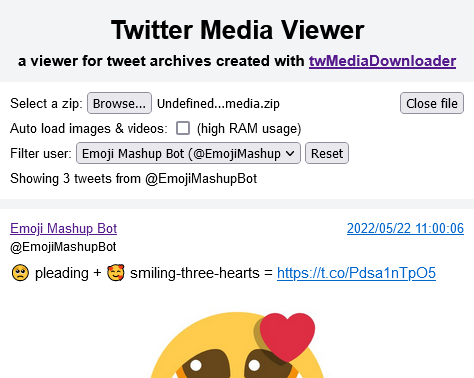 Twitter Media Viewer
a viewer for tweet archives created with twMediaDownloader
Select a zip: Browse... Undefined...media.zip Close file
Auto load images & videos: (high RAM usage)
Filter user: Emoji Mashup Bot (@EmojiMashup Reset
Showing 3 tweets from @EmojiMashupBot
Emoji Mashup Bot 2022/05/22 11:00:06
@EmojiMashupBot
🥺 pleading + 🥰 smiling-three-hearts = https://t.co/Pdsa1nTpO5